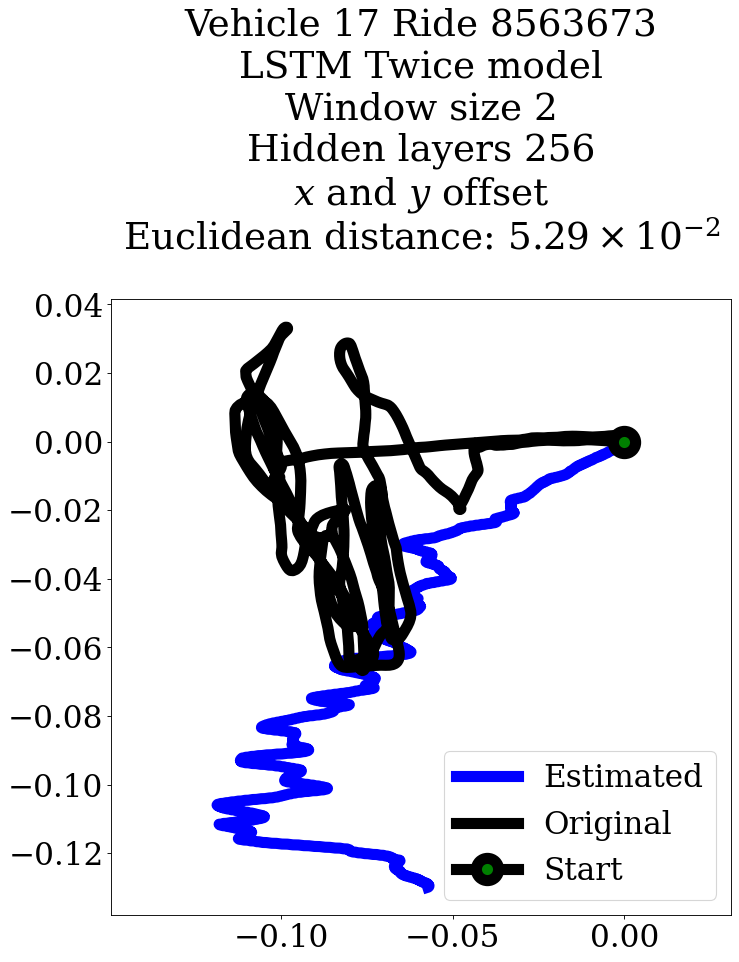 Vehicle 17 Ride 8563673
LSTM Twice model
Window size 2
Hidden layers 256
x and y offset
Euclidean distance: 5.29 × 10⁻²
0.04
0.02
0.00
−0.02
−0.04
−0.06
−0.08
−0.10
−0.12
Estimated
Original
Start
−0.10 −0.05 0.00